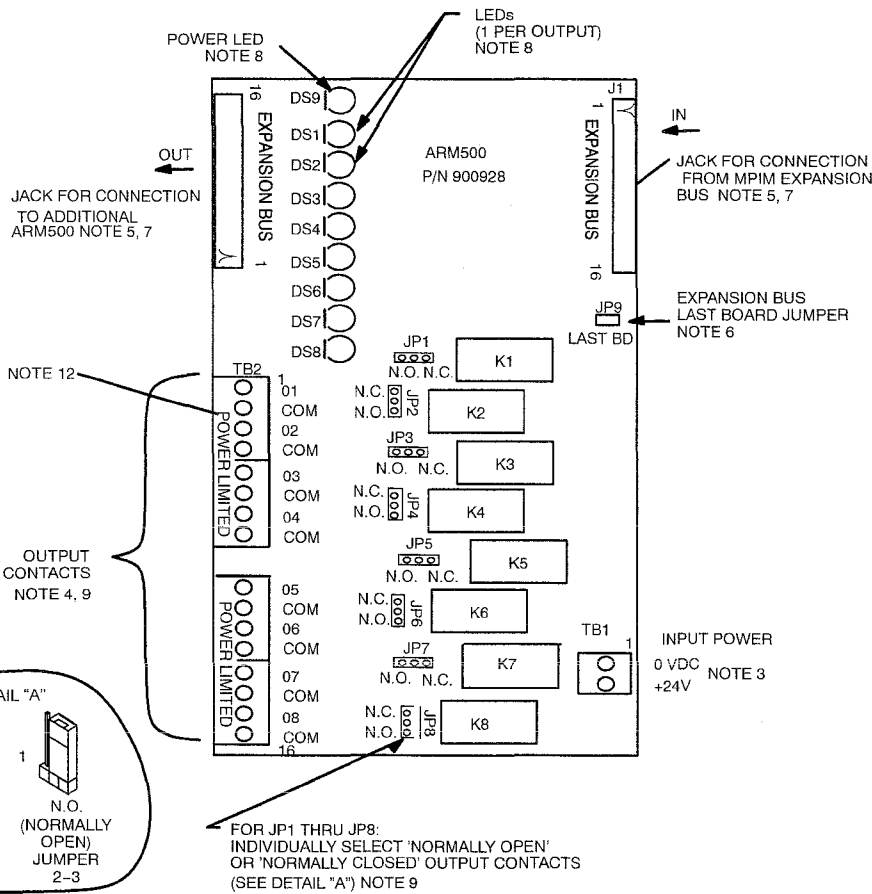 LEDs
(1 PER OUTPUT)
NOTE 8
POWER LED
NOTE 8
16
EXPANSION BUS
1
OUT
JACK FOR CONNECTION
TO ADDITIONAL
ARM500 NOTE 5, 7
DS9
DS1
DS2
DS3
DS4
DS5
DS6
DS7
DS8
ARM500
P/N 900928
J1
1
EXPANSION BUS
16
IN
JACK FOR CONNECTION
FROM MPIM EXPANSION
BUS NOTE 5, 7
JP9
LAST BD
EXPANSION BUS
LAST BOARD JUMPER
NOTE 6
JP1
N.O. N.C.
K1
N.C.
N.O.
JP2
K2
JP3
N.O. N.C.
K3
N.C.
N.O.
JP4
K4
JP5
N.O. N.C.
K5
N.C.
N.O.
JP6
K6
JP7
N.O. N.C.
K7
N.C.
N.O.
JP8
K8
NOTE 12
TB2
1
01
COM
02
COM
03
COM
04
COM
POWER LIMITED
05
COM
06
COM
07
COM
08
COM
16
POWER LIMITED
OUTPUT
CONTACTS
NOTE 4, 9
TB1
1
INPUT POWER
0 VDC
+24V
NOTE 3
AIL "A"
1
N.O.
(NORMALLY
OPEN)
JUMPER
2-3
FOR JP1 THRU JP8:
INDIVIDUALLY SELECT 'NORMALLY OPEN'
OR 'NORMALLY CLOSED' OUTPUT CONTACTS
(SEE DETAIL "A") NOTE 9